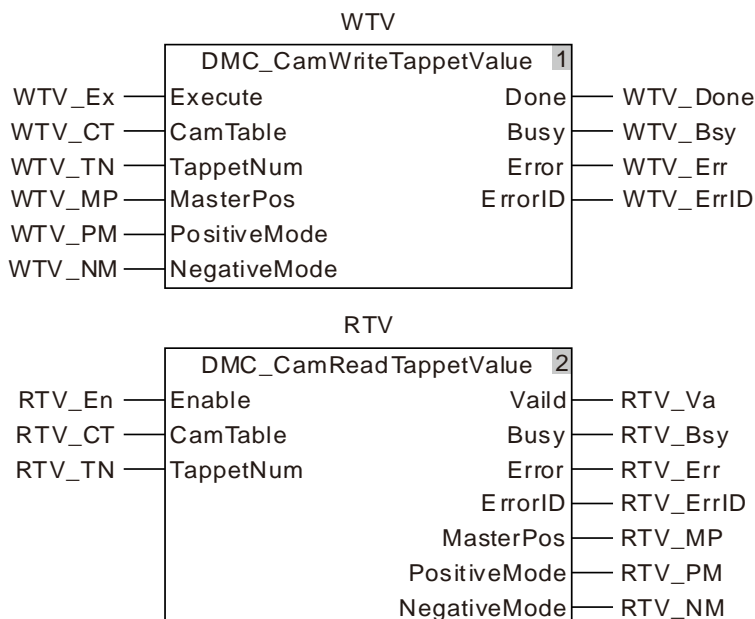 WTV
DMC_CamWriteTappetValue 1
WTV_Ex Execute Done WTV_Done
WTV_CT CamTable Busy WTV_Bsy
WTV_TN TappetNum Error WTV_Err
WTV_MP MasterPos ErrorID WTV_ErrID
WTV_PM PositiveMode
WTV_NM NegativeMode
RTV
DMC_CamReadTappetValue 2
RTV_En Enable Vaild RTV_Va
RTV_CT CamTable Busy RTV_Bsy
RTV_TN TappetNum Error RTV_Err
ErrorID RTV_ErrID
MasterPos RTV_MP
PositiveMode RTV_PM
NegativeMode RTV_NM